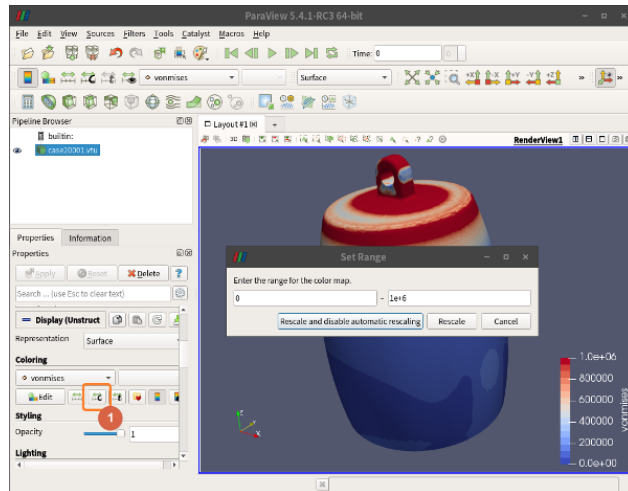 ParaView 5.4.1-RC3 64-bit
File Edit View Sources Filters Tools Catalyst Macros Help
Time: 0
vonmises
Surface
Pipeline Browser
builtin:
case20001.vtu
Layout #1
3D
RenderView1
Properties Information
Properties
Apply Reset Delete ?
Search ... (use Esc to clear text)
Display (Unstruct
Representation Surface
Coloring
vonmises
Edit
1
Styling
Opacity 1
Lighting
Set Range
Enter the range for the color map.
0 - 1e+6
Rescale and disable automatic rescaling Rescale Cancel
1.0e+06
800000
600000
400000
200000
0.0e+00
vonmises
Z
Y
X